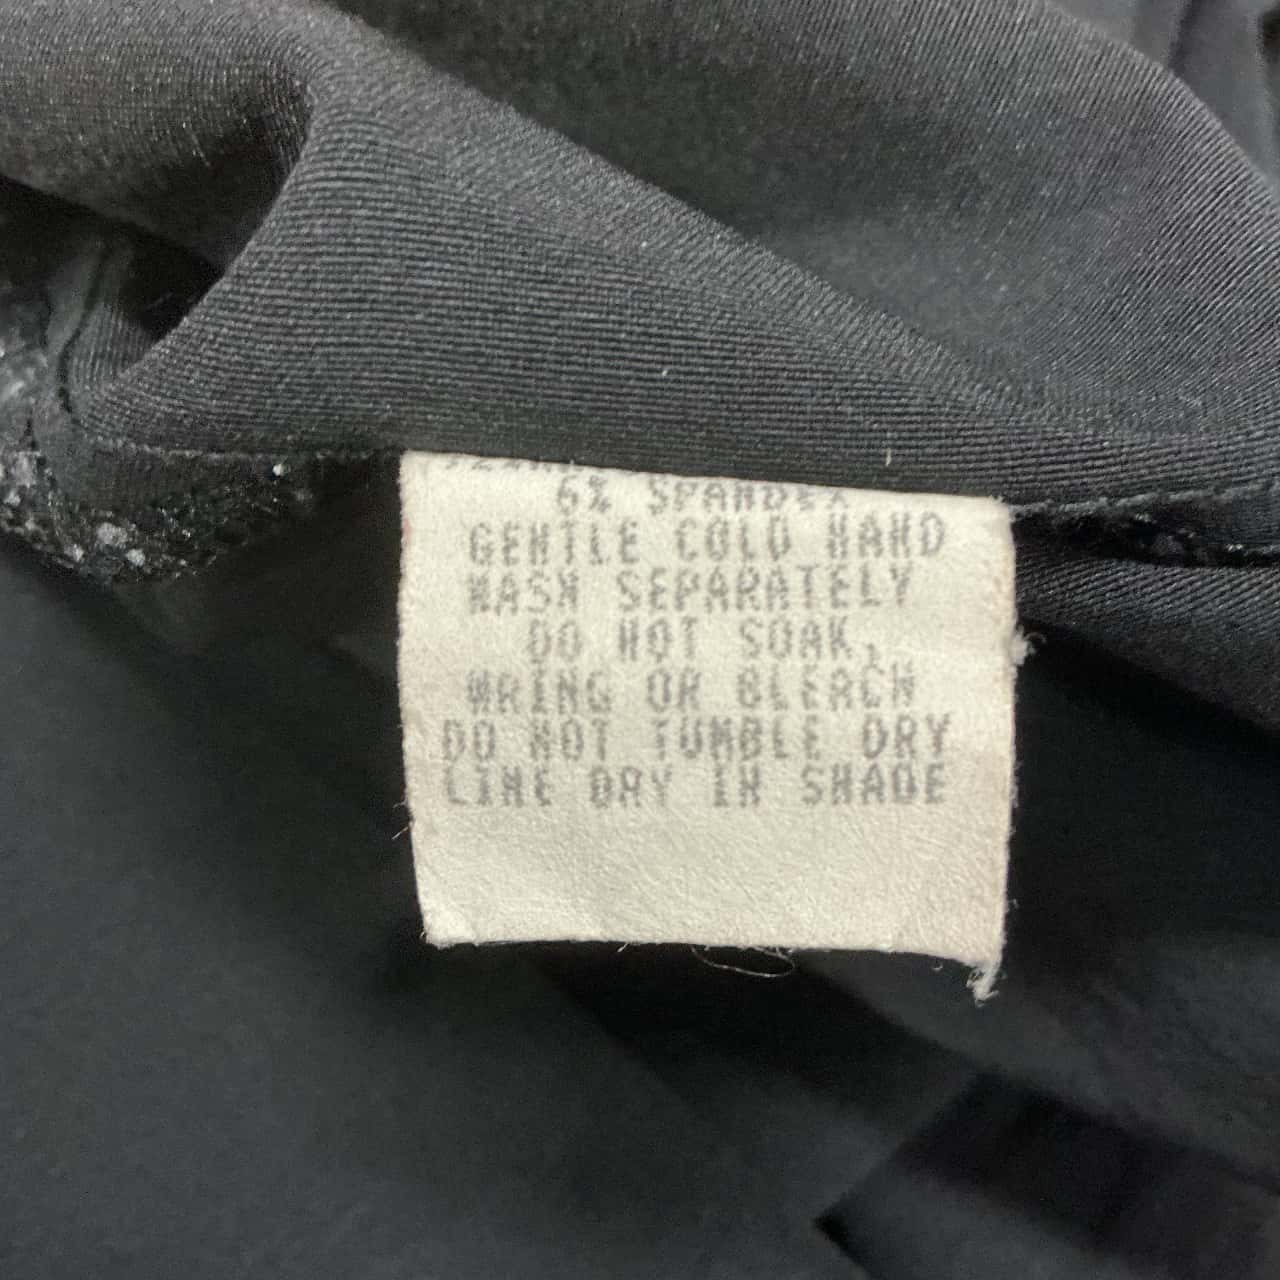 6% SPANDEX
GENTLE COLD HAND
WASH SEPARATELY
DO NOT SOAK,
WRING OR BLEACH
DO NOT TUMBLE DRY
LINE DRY IN SHADE